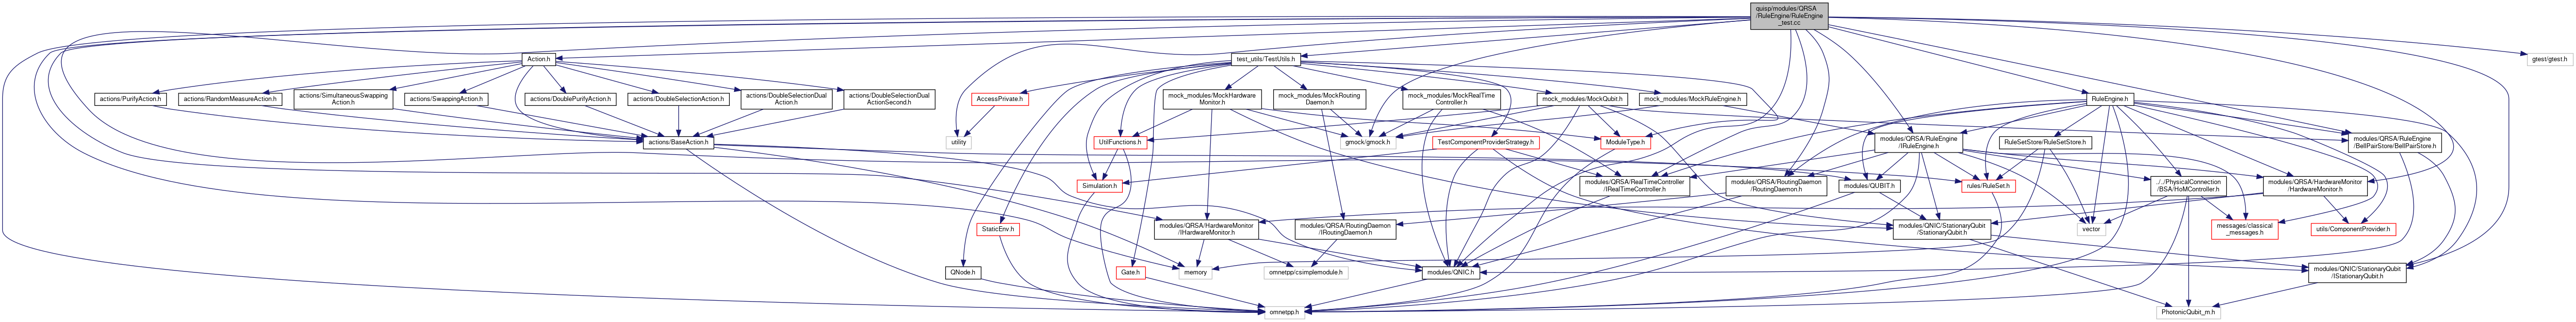 quisp/modules/QRSA
/RuleEngine/RuleEngine
_test.cc
Action.h
test_utils/TestUtils.h
gtest/gtest.h
actions/PurifyAction.h
actions/RandomMeasureAction.h
actions/SimultaneousSwapping
Action.h
actions/SwappingAction.h
actions/DoublePurifyAction.h
actions/DoubleSelectionAction.h
actions/DoubleSelectionDual
Action.h
actions/DoubleSelectionDual
ActionSecond.h
AccessPrivate.h
mock_modules/MockHardware
Monitor.h
mock_modules/MockRouting
Daemon.h
mock_modules/MockRealTime
Controller.h
mock_modules/MockQubit.h
mock_modules/MockRuleEngine.h
RuleEngine.h
actions/BaseAction.h
utility
UtilFunctions.h
gmock/gmock.h
TestComponentProviderStrategy.h
ModuleType.h
modules/QRSA/RuleEngine
/IRuleEngine.h
RuleSetStore/RuleSetStore.h
modules/QRSA/RuleEngine
/BellPairStore/BellPairStore.h
Simulation.h
modules/QRSA/RealTimeController
/IRealTimeController.h
modules/QRSA/RoutingDaemon
/RoutingDaemon.h
modules/QUBIT.h
rules/RuleSet.h
../../PhysicalConnection
/BSA/HoMController.h
modules/QRSA/HardwareMonitor
/HardwareMonitor.h
StaticEnv.h
modules/QRSA/HardwareMonitor
/IHardwareMonitor.h
modules/QRSA/RoutingDaemon
/IRoutingDaemon.h
modules/QNIC/StationaryQubit
/StationaryQubit.h
vector
messages/classical
_messages.h
utils/ComponentProvider.h
QNode.h
Gate.h
memory
omnetpp/csimplemodule.h
modules/QNIC.h
modules/QNIC/StationaryQubit
/IStationaryQubit.h
omnetpp.h
PhotonicQubit_m.h